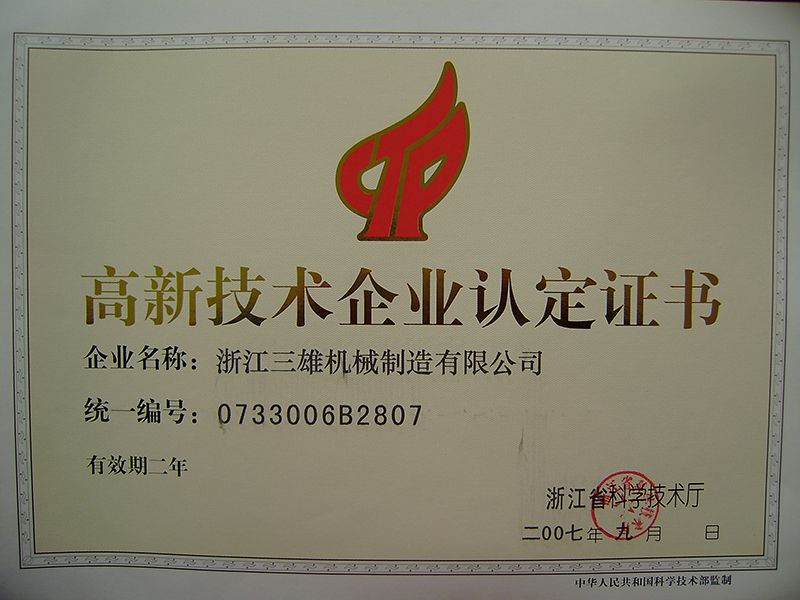 高新技术企业认定证书
企业名称：浙江三雄机械制造有限公司
统一编号：0733006B2807
有效期二年
浙江省科学技术厅
二00七年 九 月 日
中华人民共和国科学技术部监制